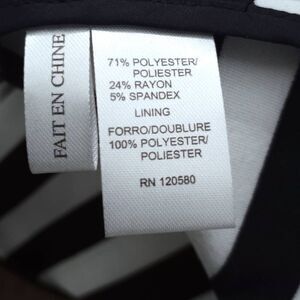 FAIT EN CHINE
71% POLYESTER/
POLIESTER
24% RAYON
5% SPANDEX
LINING
FORRO/DOUBLURE
100% POLYESTER/
POLIESTER
RN 120580